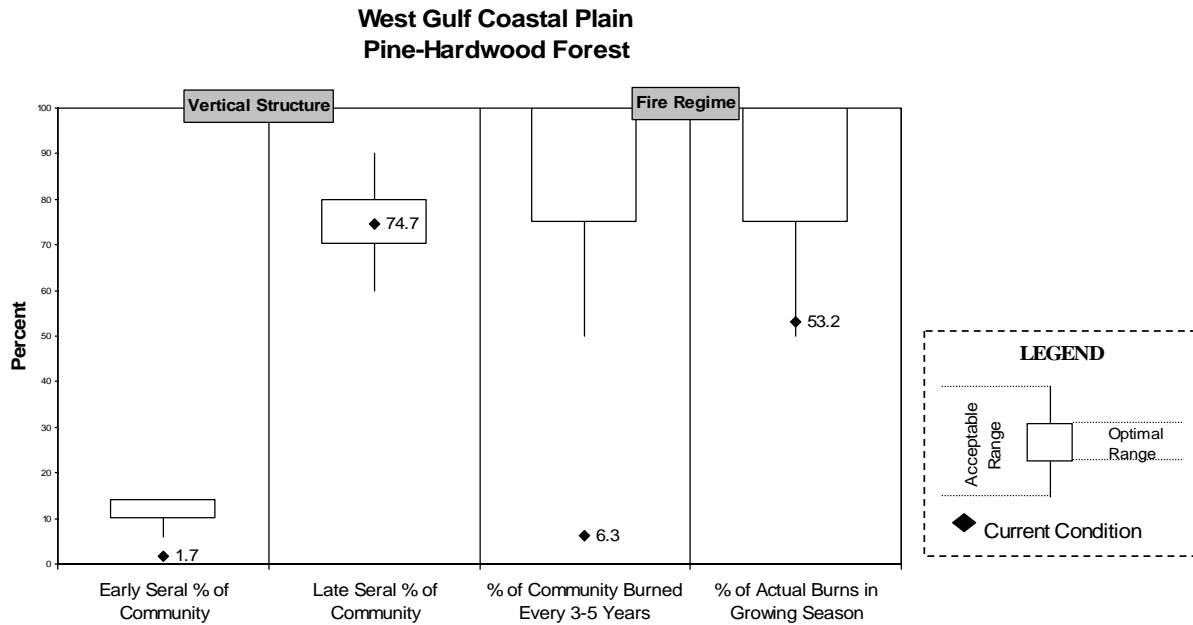 West Gulf Coastal Plain
Pine-Hardwood Forest
Vertical Structure
Fire Regime
Percent
100
90
80
70
60
50
40
30
20
10
0
1.7
74.7
6.3
53.2
Early Seral % of
Community
Late Seral % of
Community
% of Community Burned
Every 3-5 Years
% of Actual Burns in
Growing Season
LEGEND
Acceptable
Range
Optimal
Range
Current Condition